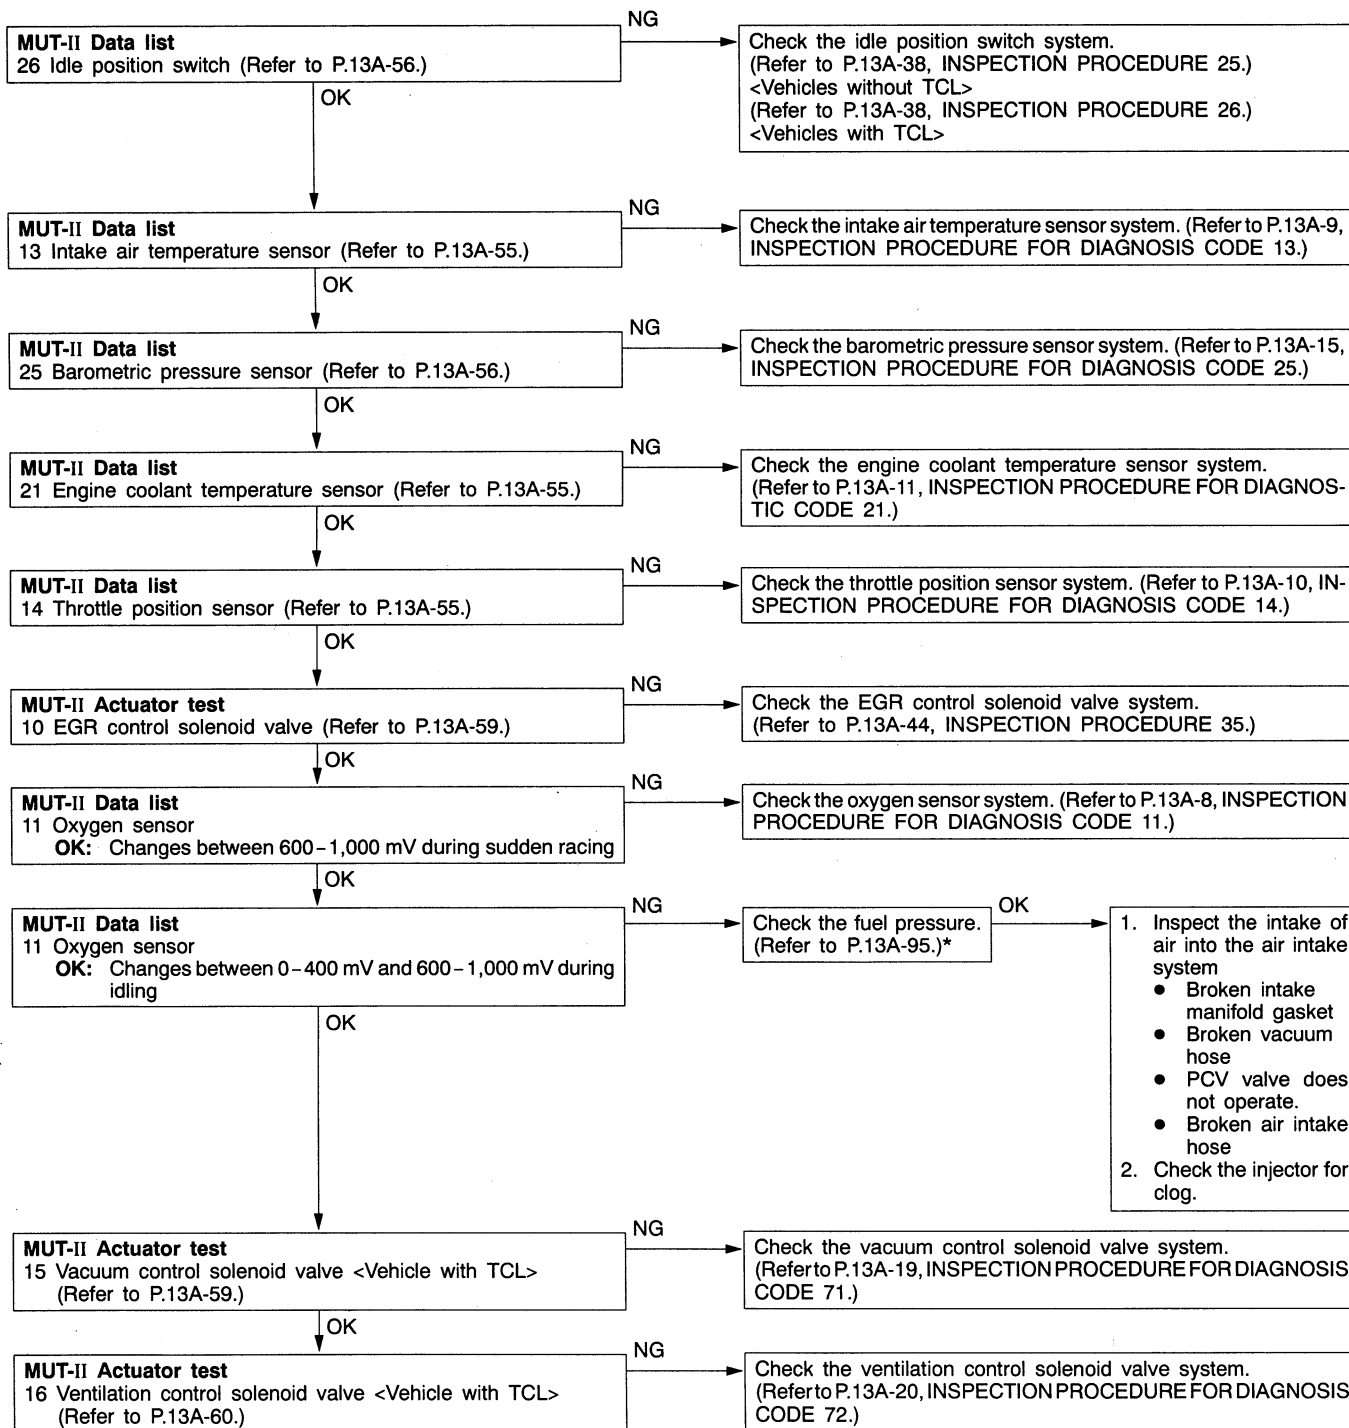 MUT-II Data list
26 Idle position switch (Refer to P.13A-56.)
NG
Check the idle position switch system.
(Refer to P.13A-38, INSPECTION PROCEDURE 25.)
<Vehicles without TCL>
(Refer to P.13A-38, INSPECTION PROCEDURE 26.)
<Vehicles with TCL>
OK
MUT-II Data list
13 Intake air temperature sensor (Refer to P.13A-55.)
NG
Check the intake air temperature sensor system. (Refer to P.13A-9,
INSPECTION PROCEDURE FOR DIAGNOSIS CODE 13.)
OK
MUT-II Data list
25 Barometric pressure sensor (Refer to P.13A-56.)
NG
Check the barometric pressure sensor system. (Refer to P.13A-15,
INSPECTION PROCEDURE FOR DIAGNOSIS CODE 25.)
OK
MUT-II Data list
21 Engine coolant temperature sensor (Refer to P.13A-55.)
NG
Check the engine coolant temperature sensor system.
(Refer to P.13A-11, INSPECTION PROCEDURE FOR DIAGNOS-
TIC CODE 21.)
OK
MUT-II Data list
14 Throttle position sensor (Refer to P.13A-55.)
NG
Check the throttle position sensor system. (Refer to P.13A-10, IN-
SPECTION PROCEDURE FOR DIAGNOSIS CODE 14.)
OK
MUT-II Actuator test
10 EGR control solenoid valve (Refer to P.13A-59.)
NG
Check the EGR control solenoid valve system.
(Refer to P.13A-44, INSPECTION PROCEDURE 35.)
OK
MUT-II Data list
11 Oxygen sensor
OK: Changes between 600–1,000 mV during sudden racing
NG
Check the oxygen sensor system. (Refer to P.13A-8, INSPECTION
PROCEDURE FOR DIAGNOSIS CODE 11.)
OK
MUT-II Data list
11 Oxygen sensor
OK: Changes between 0–400 mV and 600–1,000 mV during
idling
NG
Check the fuel pressure.
(Refer to P.13A-95.)*
OK
1. Inspect the intake of
air into the air intake
system
● Broken intake
manifold gasket
● Broken vacuum
hose
● PCV valve does
not operate.
● Broken air intake
hose
2. Check the injector for
clog.
OK
MUT-II Actuator test
15 Vacuum control solenoid valve <Vehicle with TCL>
(Refer to P.13A-59.)
NG
Check the vacuum control solenoid valve system.
(Refer to P.13A-19, INSPECTION PROCEDURE FOR DIAGNOSIS
CODE 71.)
OK
MUT-II Actuator test
16 Ventilation control solenoid valve <Vehicle with TCL>
(Refer to P.13A-60.)
NG
Check the ventilation control solenoid valve system.
(Refer to P.13A-20, INSPECTION PROCEDURE FOR DIAGNOSIS
CODE 72.)